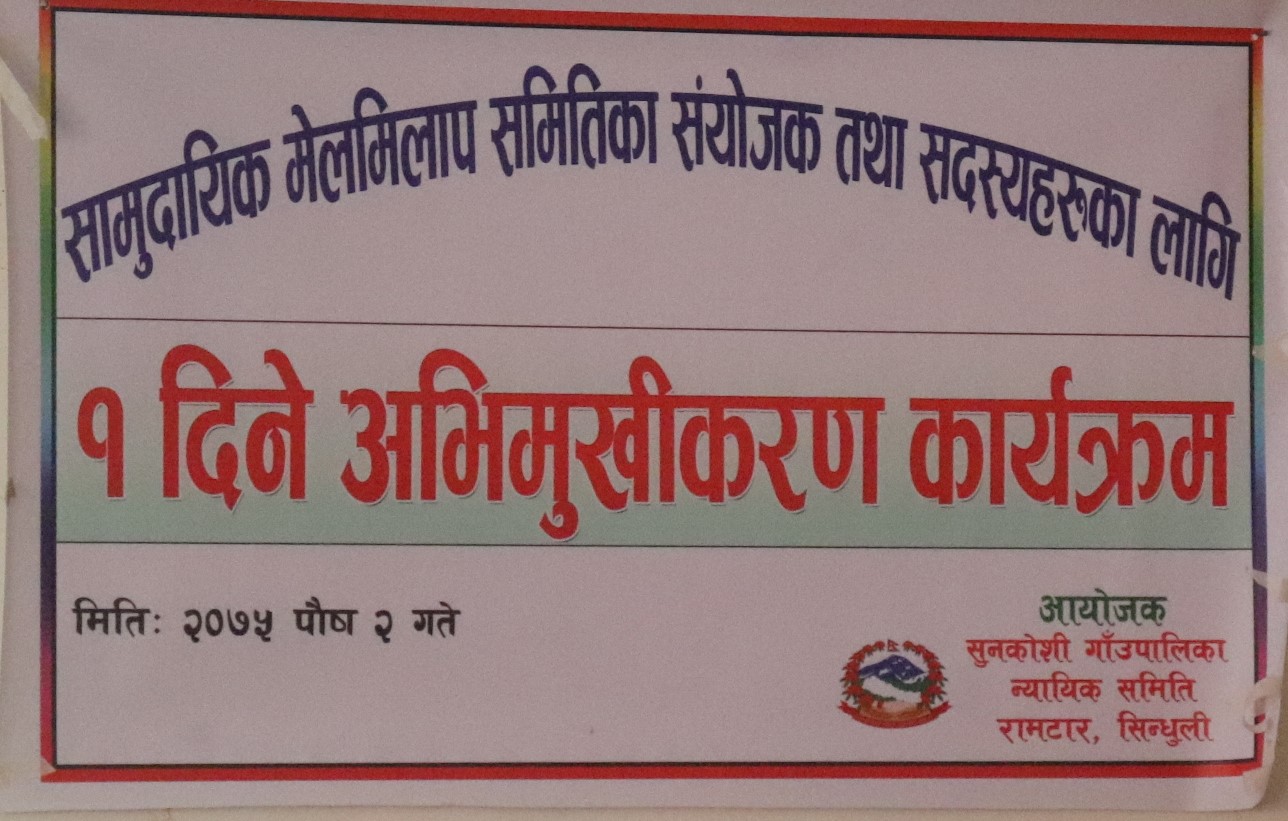 सामुदायिक मेलमिलाप समितिका संयोजक तथा सदस्यहरूका लागि
१ दिने अभिमुखीकरण कार्यक्रम
मितिः २०७५ पौष २ गते
आयोजक
सुनकोशी गाँउपालिका
न्यायिक समिति
रामटार, सिन्धुली